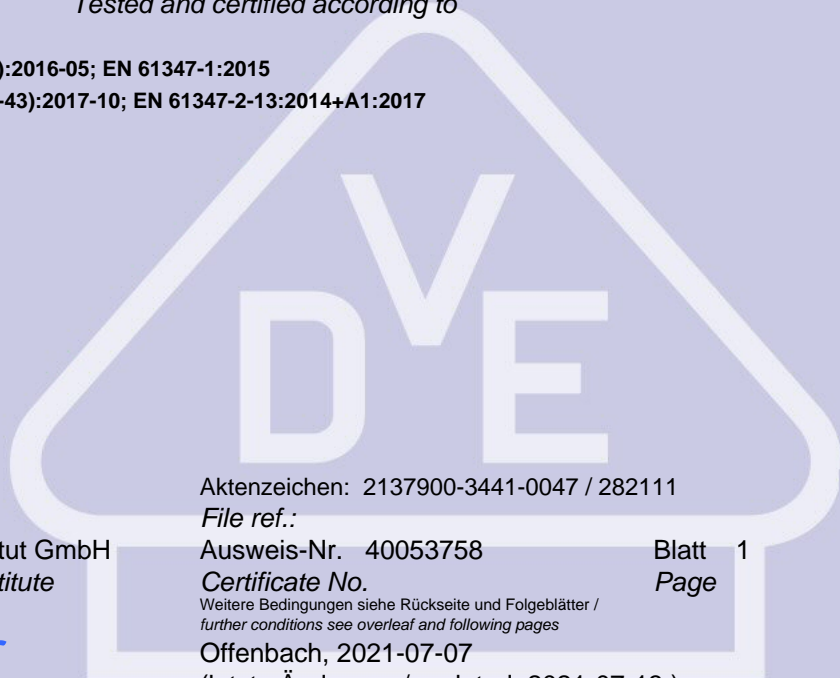 Tested and certified according to
):2016-05; EN 61347-1:2015
-43):2017-10; EN 61347-2-13:2014+A1:2017
VDE
Aktenzeichen: 2137900-3441-0047 / 282111
File ref.:
tut GmbH Ausweis-Nr. 40053758 Blatt 1
titute Certificate No. Page
Weitere Bedingungen siehe Rückseite und Folgeblätter /
further conditions see overleaf and following pages
Offenbach, 2021-07-07